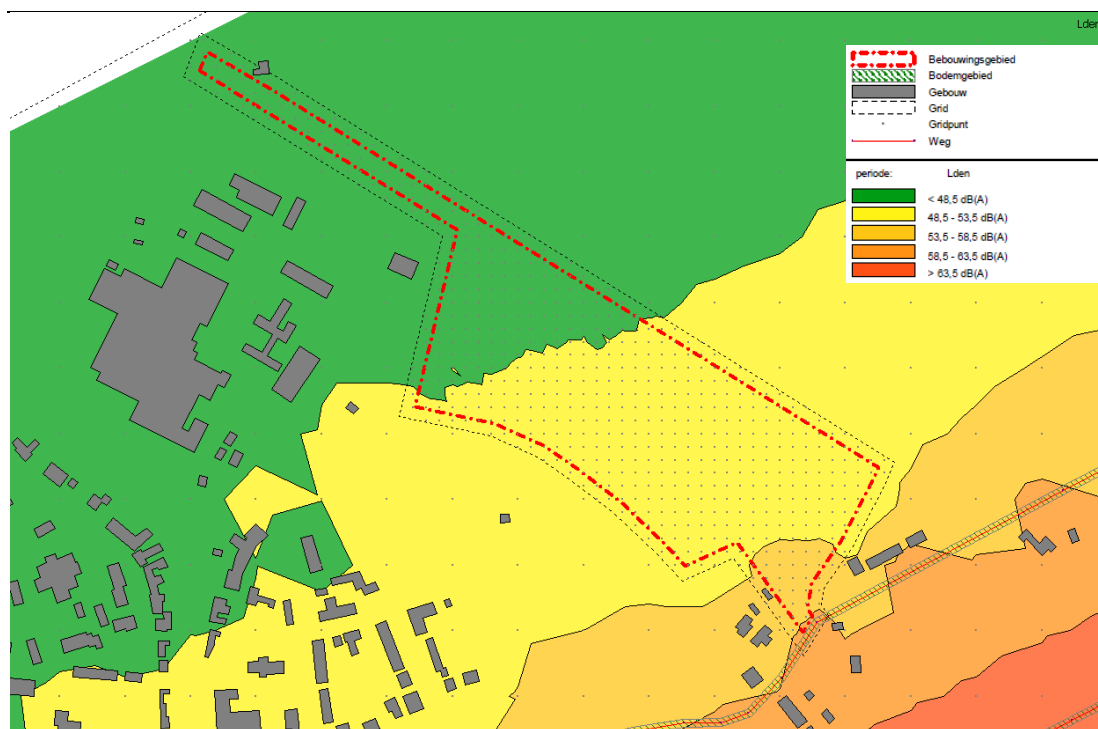 Lden
Bebouwingsgebied
Bodemgebied
Gebouw
Grid
Gridpunt
Weg
periode: Lden
< 48,5 dB(A)
48,5 - 53,5 dB(A)
53,5 - 58,5 dB(A)
58,5 - 63,5 dB(A)
> 63,5 dB(A)